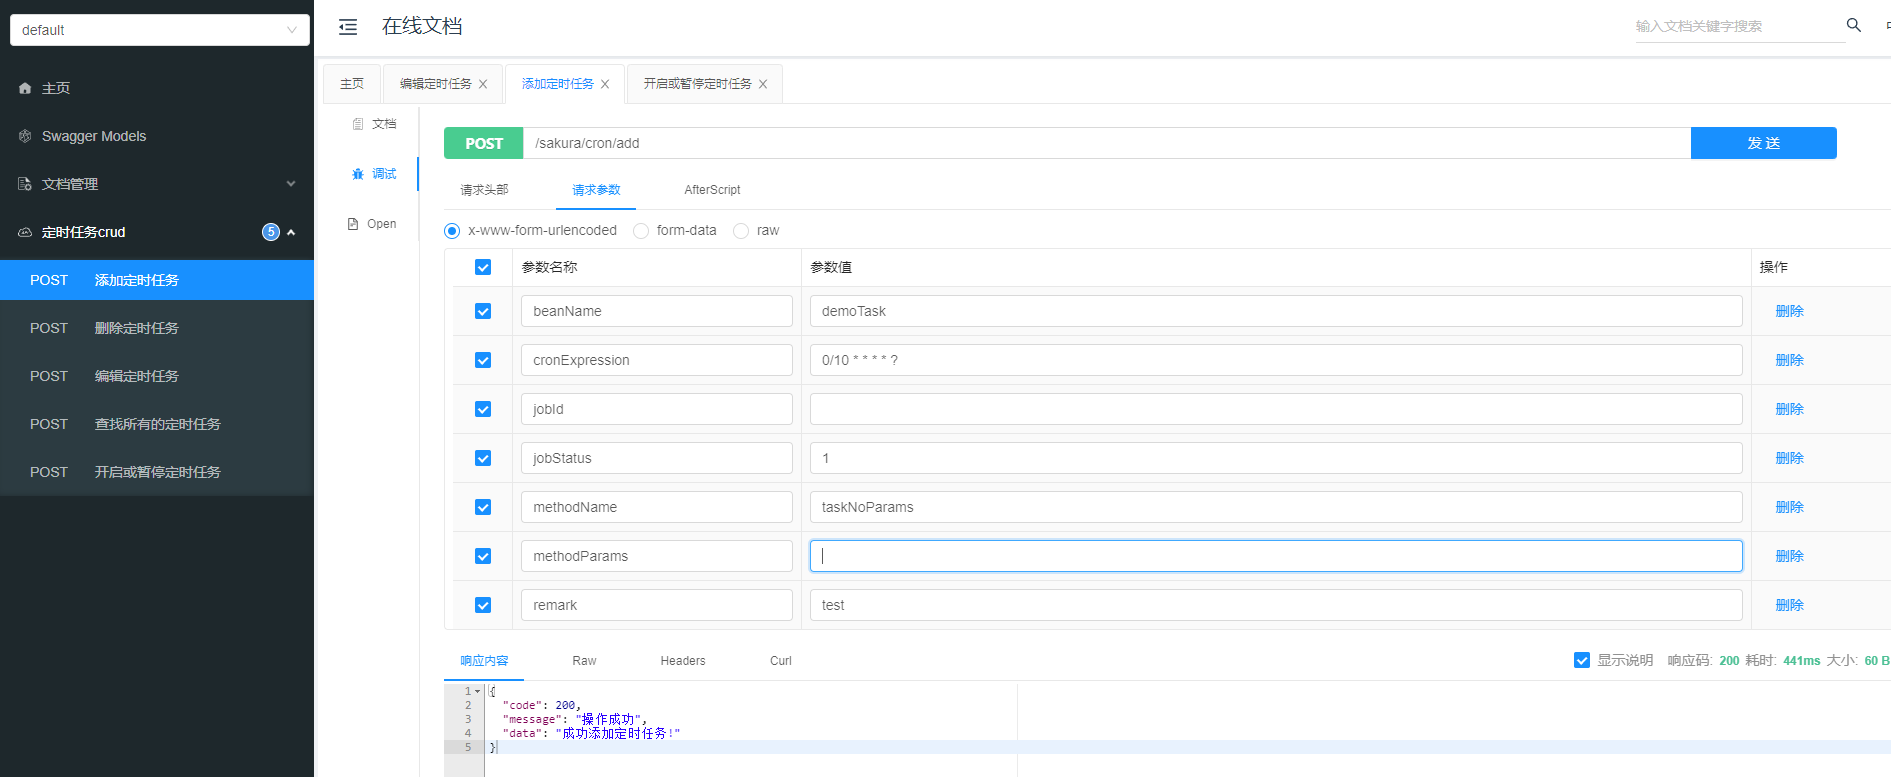 default
主页
Swagger Models
文档管理
定时任务crud 5
POST 添加定时任务
POST 删除定时任务
POST 编辑定时任务
POST 查找所有的定时任务
POST 开启或暂停定时任务
在线文档
输入文档关键字搜索
主页 编辑定时任务 添加定时任务 开启或暂停定时任务
文档
调试
Open
POST /sakura/cron/add 发 送
请求头部 请求参数 AfterScript
x-www-form-urlencoded form-data raw
参数名称 参数值 操作
beanName demoTask 删除
cronExpression 0/10 * * * * ? 删除
jobId 删除
jobStatus 1 删除
methodName taskNoParams 删除
methodParams 删除
remark test 删除
响应内容 Raw Headers Curl 显示说明 响应码: 200 耗时: 441ms 大小: 60 B
1 {
2 "code": 200,
3 "message": "操作成功",
4 "data": "成功添加定时任务!"
5 }